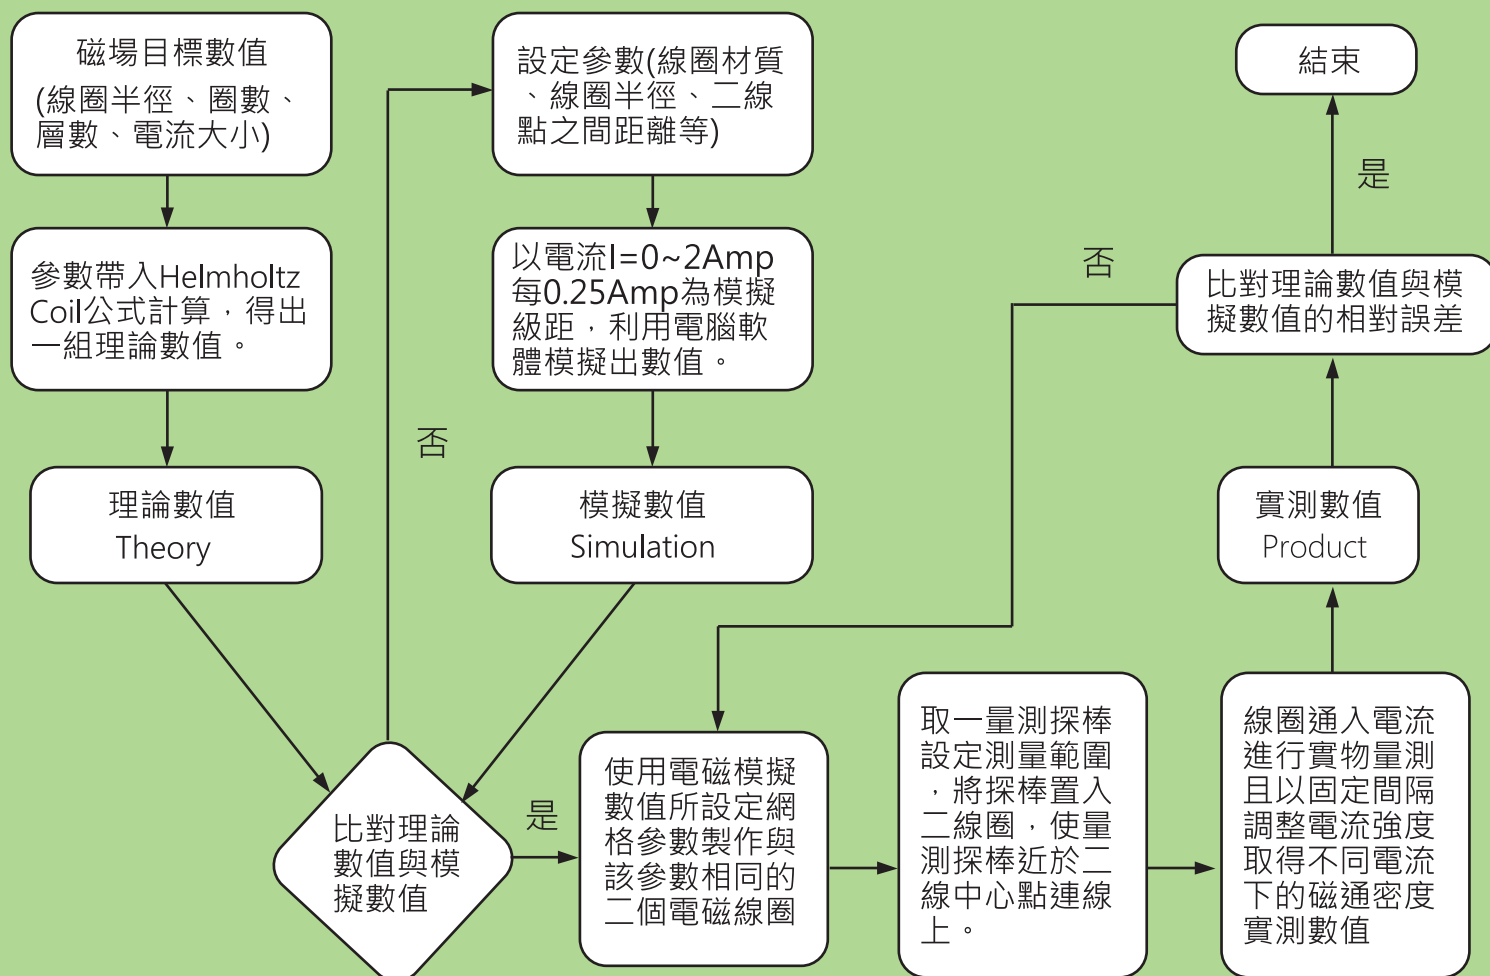 磁場目標數值
(線圈半徑、圈數、
層數、電流大小)
參數帶入Helmholtz
Coil公式計算，得出
一組理論數值。
理論數值
Theory
設定參數(線圈材質
、線圈半徑、二線
點之間距離等)
以電流I=0~2Amp
每0.25Amp為模擬
級距，利用電腦軟
體模擬出數值。
否
模擬數值
Simulation
比對理論
數值與模
擬數值
是
使用電磁模擬
數值所設定網
格參數製作與
該參數相同的
二個電磁線圈
取一量測探棒
設定測量範圍
，將探棒置入
二線圈，使量
測探棒近於二
線中心點連線
上。
線圈通入電流
進行實物量測
且以固定間隔
調整電流強度
取得不同電流
下的磁通密度
實測數值
實測數值
Product
比對理論數值與模
擬數值的相對誤差
否
是
結束